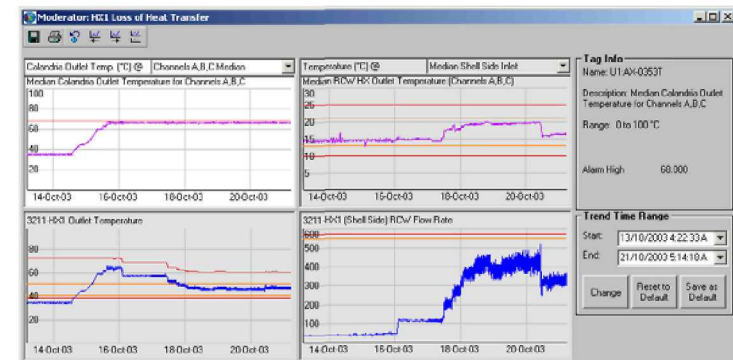 Moderator: HX1 Loss of Heat Transfer
Calandria Outlet Temp. (°C) @ Channels A,B,C Median
Median Calandria Outlet Temperature for Channels A,B,C
100
80
60
40
20
14-Oct-03 16-Oct-03 18-Oct-03 20-Oct-03
Temperature (°C) @ Median Shell Side Inlet
Median RCW HX Outlet Temperature (Channels A,B,C)
30
25
20
15
10
5
14-Oct-03 16-Oct-03 18-Oct-03 20-Oct-03
3211-HX1 Outlet Temperature
80
60
40
20
14-Oct-03 16-Oct-03 18-Oct-03 20-Oct-03
3211-HX1 (Shell Side) RCW Flow Rate
600
500
400
300
200
100
14-Oct-03 16-Oct-03 18-Oct-03 20-Oct-03
Tag Info
Name: U1:AX-0353T
Description: Median Calandria Outlet
Temperature for Channels A,B,C
Range: 0 to 100 °C
Alarm High 68.000
Trend Time Range
Start: 13/10/2003 4:22:33 A
End: 21/10/2003 5:14:18 A
Change
Reset to
Default
Save as
Default